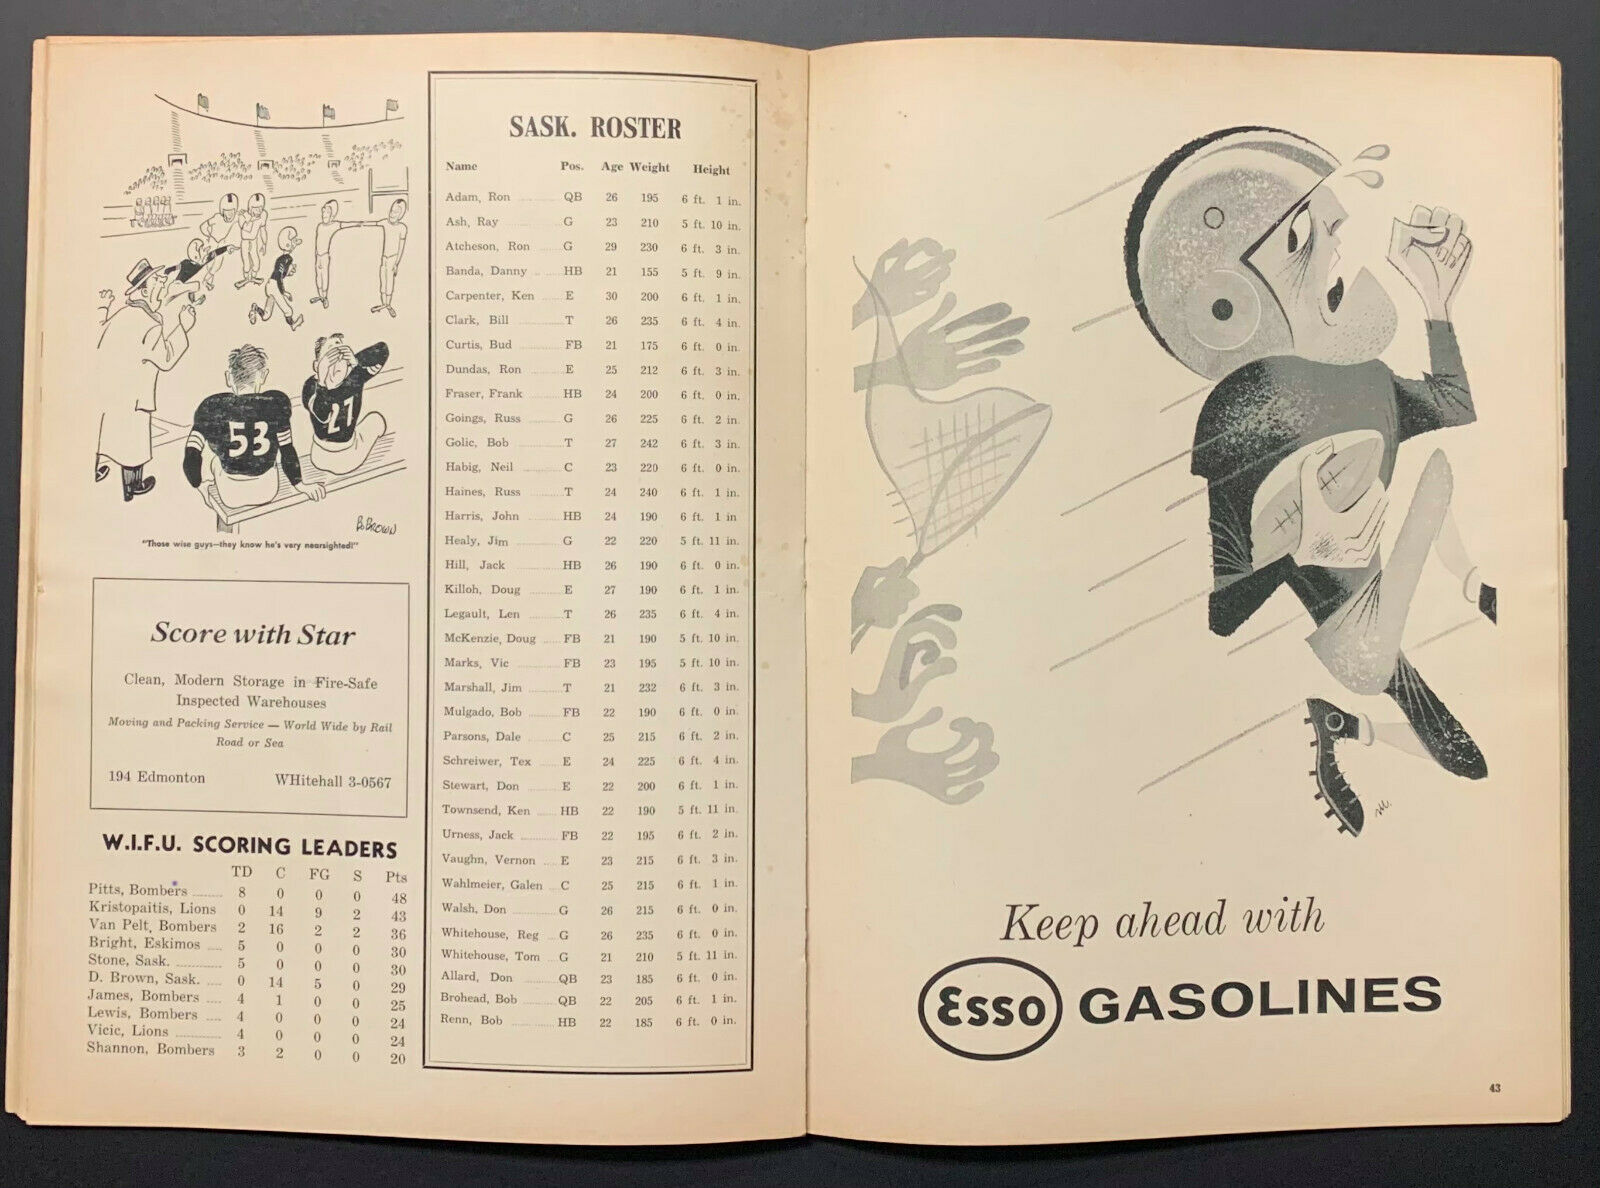 53
27
B. BROWN
"Those wise guys—they know he's very nearsighted!"
Score with Star
Clean, Modern Storage in Fire-Safe
Inspected Warehouses
Moving and Packing Service — World Wide by Rail
Road or Sea
194 Edmonton WHitehall 3-0567
W.I.F.U. SCORING LEADERS
TD C FG S Pts
Pitts, Bombers ........ 8 0 0 0 48
Kristopaitis, Lions 0 14 9 2 43
Van Pelt, Bombers 2 16 2 2 36
Bright, Eskimos .... 5 0 0 0 30
Stone, Sask. ............ 5 0 0 0 30
D. Brown, Sask. .... 0 14 5 0 29
James, Bombers .... 4 1 0 0 25
Lewis, Bombers .... 4 0 0 0 24
Vicic, Lions ............ 4 0 0 0 24
Shannon, Bombers 3 2 0 0 20
SASK. ROSTER
Name Pos. Age Weight Height
Adam, Ron ............ QB 26 195 6 ft. 1 in.
Ash, Ray ............ G 23 210 5 ft. 10 in.
Atcheson, Ron ........ G 29 230 6 ft. 3 in.
Banda, Danny .... HB 21 155 5 ft. 9 in.
Carpenter, Ken ...... E 30 200 6 ft. 1 in.
Clark, Bill ............ T 26 235 6 ft. 4 in.
Curtis, Bud ............ FB 21 175 6 ft. 0 in.
Dundas, Ron ............ E 25 212 6 ft. 3 in.
Fraser, Frank ........ HB 24 200 6 ft. 0 in.
Goings, Russ ........ G 26 225 6 ft. 2 in.
Golic, Bob ............ T 27 242 6 ft. 3 in.
Habig, Neil ............ C 23 220 6 ft. 0 in.
Haines, Russ ........ T 24 240 6 ft. 1 in.
Harris, John ........ HB 24 190 6 ft. 1 in
Healy, Jim ............ G 22 220 5 ft. 11 in.
Hill, Jack ............ HB 26 190 6 ft. 0 in.
Killoh, Doug ........ E 27 190 6 ft. 1 in.
Legault, Len ........ T 26 235 6 ft. 4 in.
McKenzie, Doug .... FB 21 190 5 ft. 10 in.
Marks, Vic ............ FB 23 195 5 ft. 10 in.
Marshall, Jim ........ T 21 232 6 ft. 3 in.
Mulgado, Bob ........ FB 22 190 6 ft. 0 in.
Parsons, Dale ........ C 25 215 6 ft. 2 in.
Schreiwer, Tex ...... E 24 225 6 ft. 4 in.
Stewart, Don ........ E 22 200 6 ft. 1 in.
Townsend, Ken ...... HB 22 190 5 ft. 11 in.
Urness, Jack ........ FB 22 195 6 ft. 2 in.
Vaughn, Vernon .... E 23 215 6 ft. 3 in.
Wahlmeier, Galen .. C 25 215 6 ft. 1 in.
Walsh, Don ............ G 26 215 6 ft. 0 in.
Whitehouse, Reg .... G 26 235 6 ft. 0 in.
Whitehouse, Tom .... G 21 210 5 ft. 11 in.
Allard, Don ........ QB 23 185 6 ft. 0 in.
Brohead, Bob ........ QB 22 205 6 ft. 1 in.
Renn, Bob ............ HB 22 185 6 ft. 0 in.
Keep ahead with
Esso GASOLINES
43